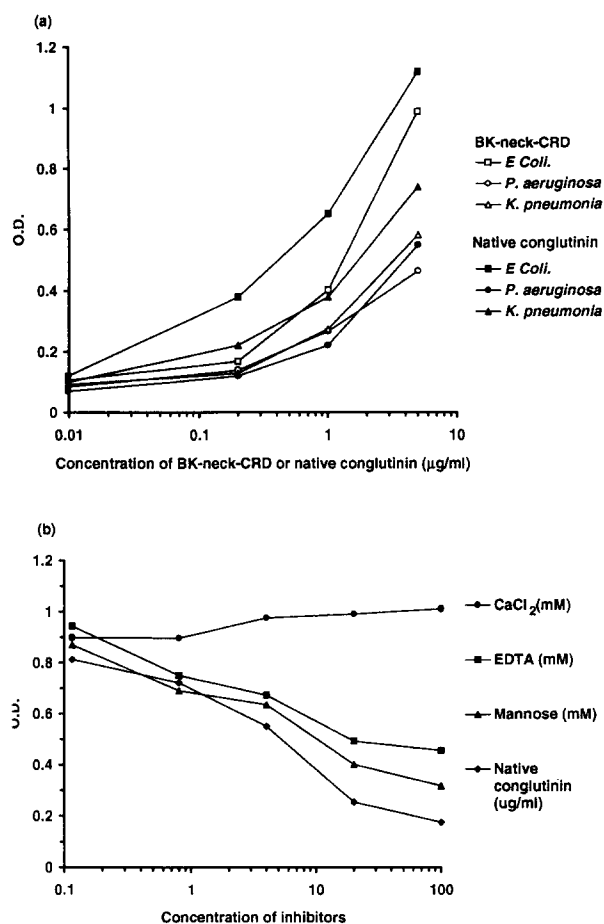 (a)
1.2
1
0.8
0.6
0.4
0.2
0
O.D.
0.01
0.1
1
10
Concentration of BK-neck-CRD or native conglutinin (μg/ml)
BK-neck-CRD
E Coli.
P. aeruginosa
K. pneumonia
Native conglutinin
E Coli.
P. aeruginosa
K. pneumonia
(b)
1.2
1
0.8
0.6
0.4
0.2
0
O.D.
0.1
1
10
100
Concentration of inhibitors
CaCl2(mM)
EDTA (mM)
Mannose (mM)
Native
conglutinin
(ug/ml)